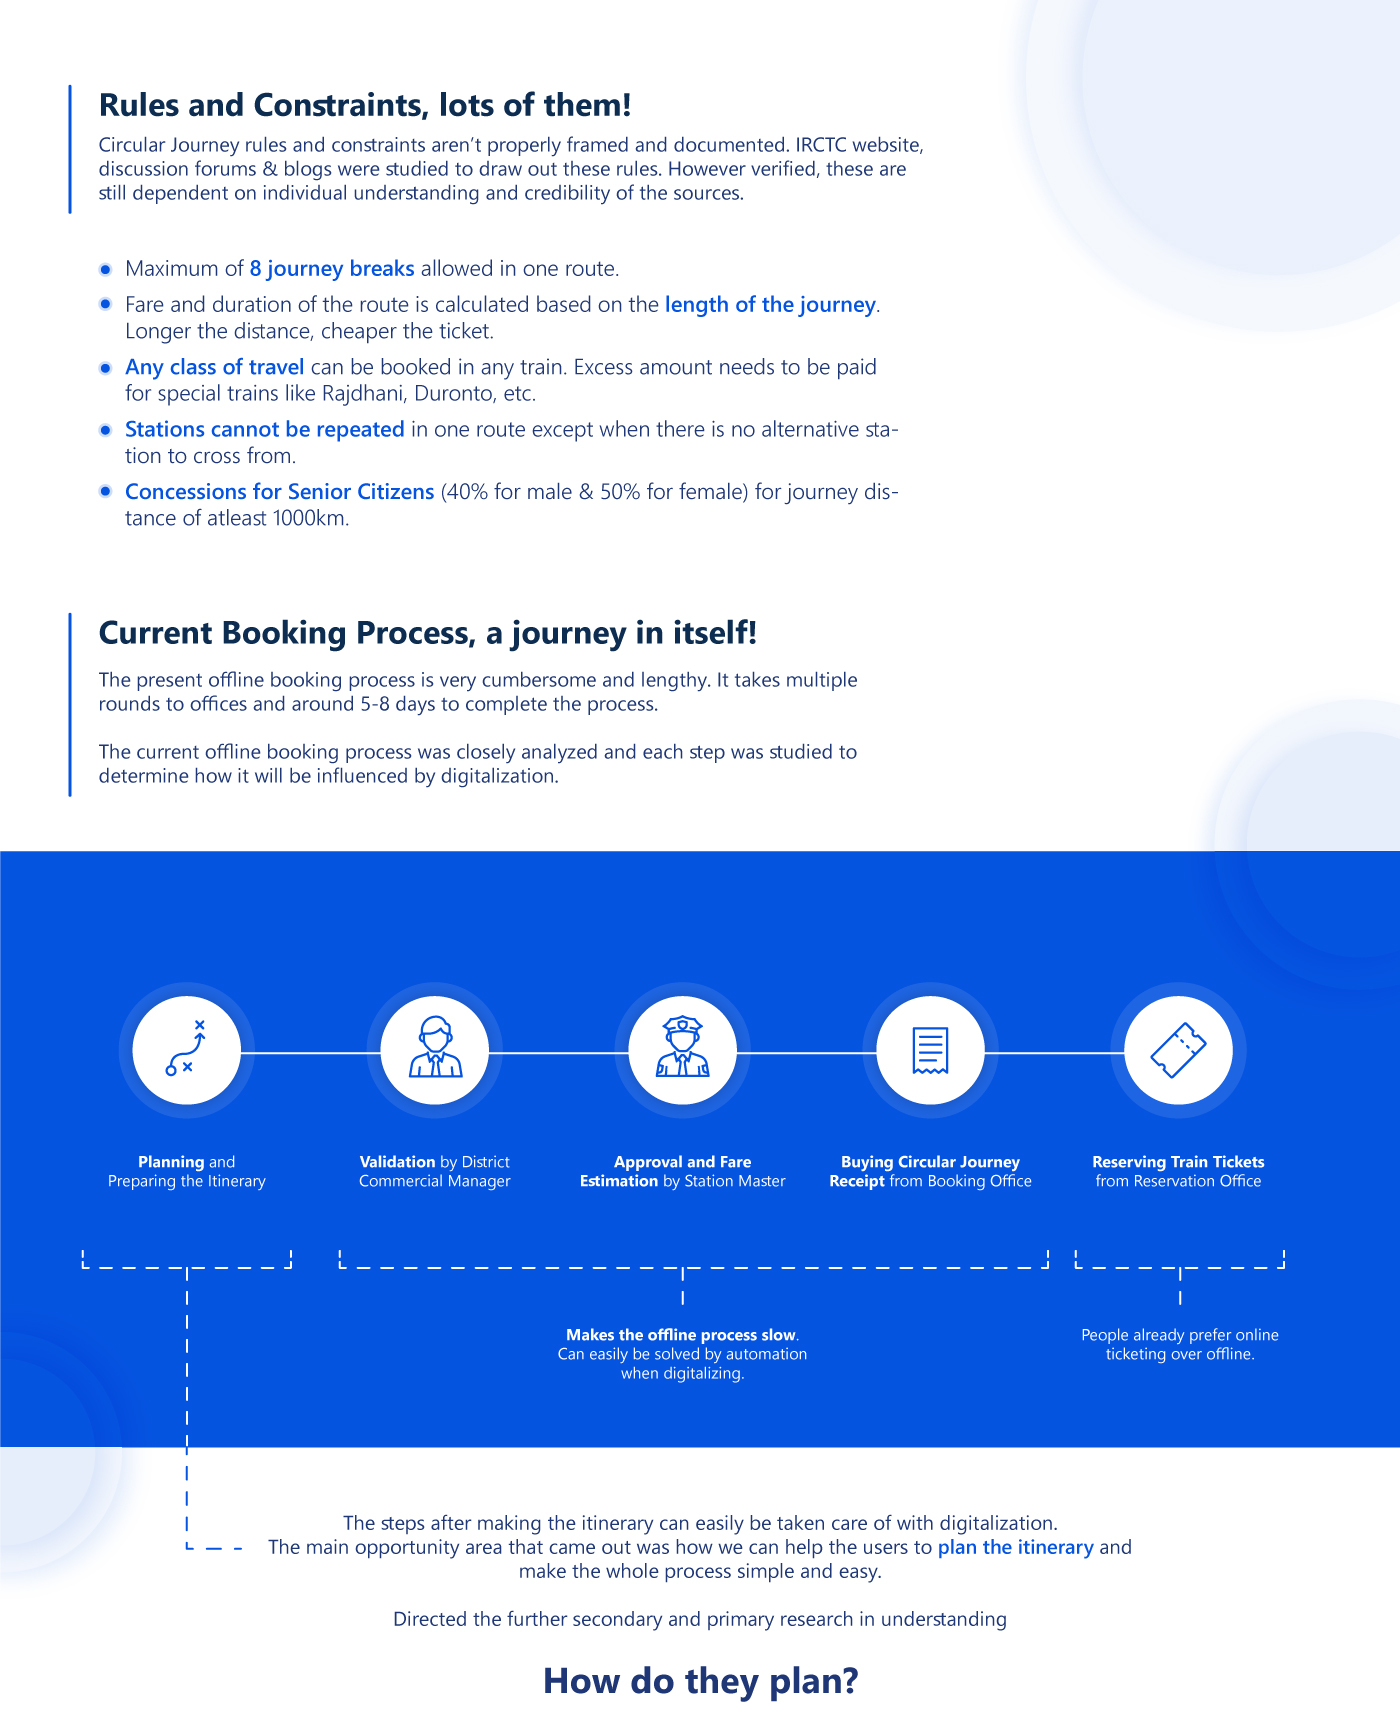 Rules and Constraints, lots of them!
Circular Journey rules and constraints aren't properly framed and documented. IRCTC website,
discussion forums & blogs were studied to draw out these rules. However verified, these are
still dependent on individual understanding and credibility of the sources.
Maximum of 8 journey breaks allowed in one route.
Fare and duration of the route is calculated based on the length of the journey.
Longer the distance, cheaper the ticket.
Any class of travel can be booked in any train. Excess amount needs to be paid
for special trains like Rajdhani, Duronto, etc.
Stations cannot be repeated in one route except when there is no alternative sta-
tion to cross from.
Concessions for Senior Citizens (40% for male & 50% for female) for journey dis-
tance of atleast 1000km.
Current Booking Process, a journey in itself!
The present offline booking process is very cumbersome and lengthy. It takes multiple
rounds to offices and around 5-8 days to complete the process.
The current offline booking process was closely analyzed and each step was studied to
determine how it will be influenced by digitalization.
Planning and
Preparing the Itinerary
Validation by District
Commercial Manager
Approval and Fare
Estimation by Station Master
Buying Circular Journey
Receipt from Booking Office
Reserving Train Tickets
from Reservation Office
Makes the offline process slow.
Can easily be solved by automation
when digitalizing.
People already prefer online
ticketing over offline.
The steps after making the itinerary can easily be taken care of with digitalization.
The main opportunity area that came out was how we can help the users to plan the itinerary and
make the whole process simple and easy.
Directed the further secondary and primary research in understanding
How do they plan?